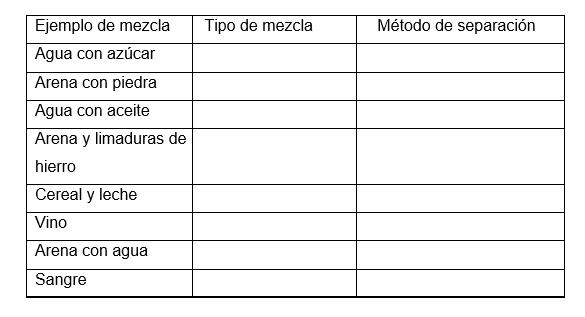 Ejemplo de mezcla Tipo de mezcla Método de separación
Agua con azúcar
Arena con piedra
Agua con aceite
Arena y limaduras de
hierro
Cereal y leche
Vino
Arena con agua
Sangre